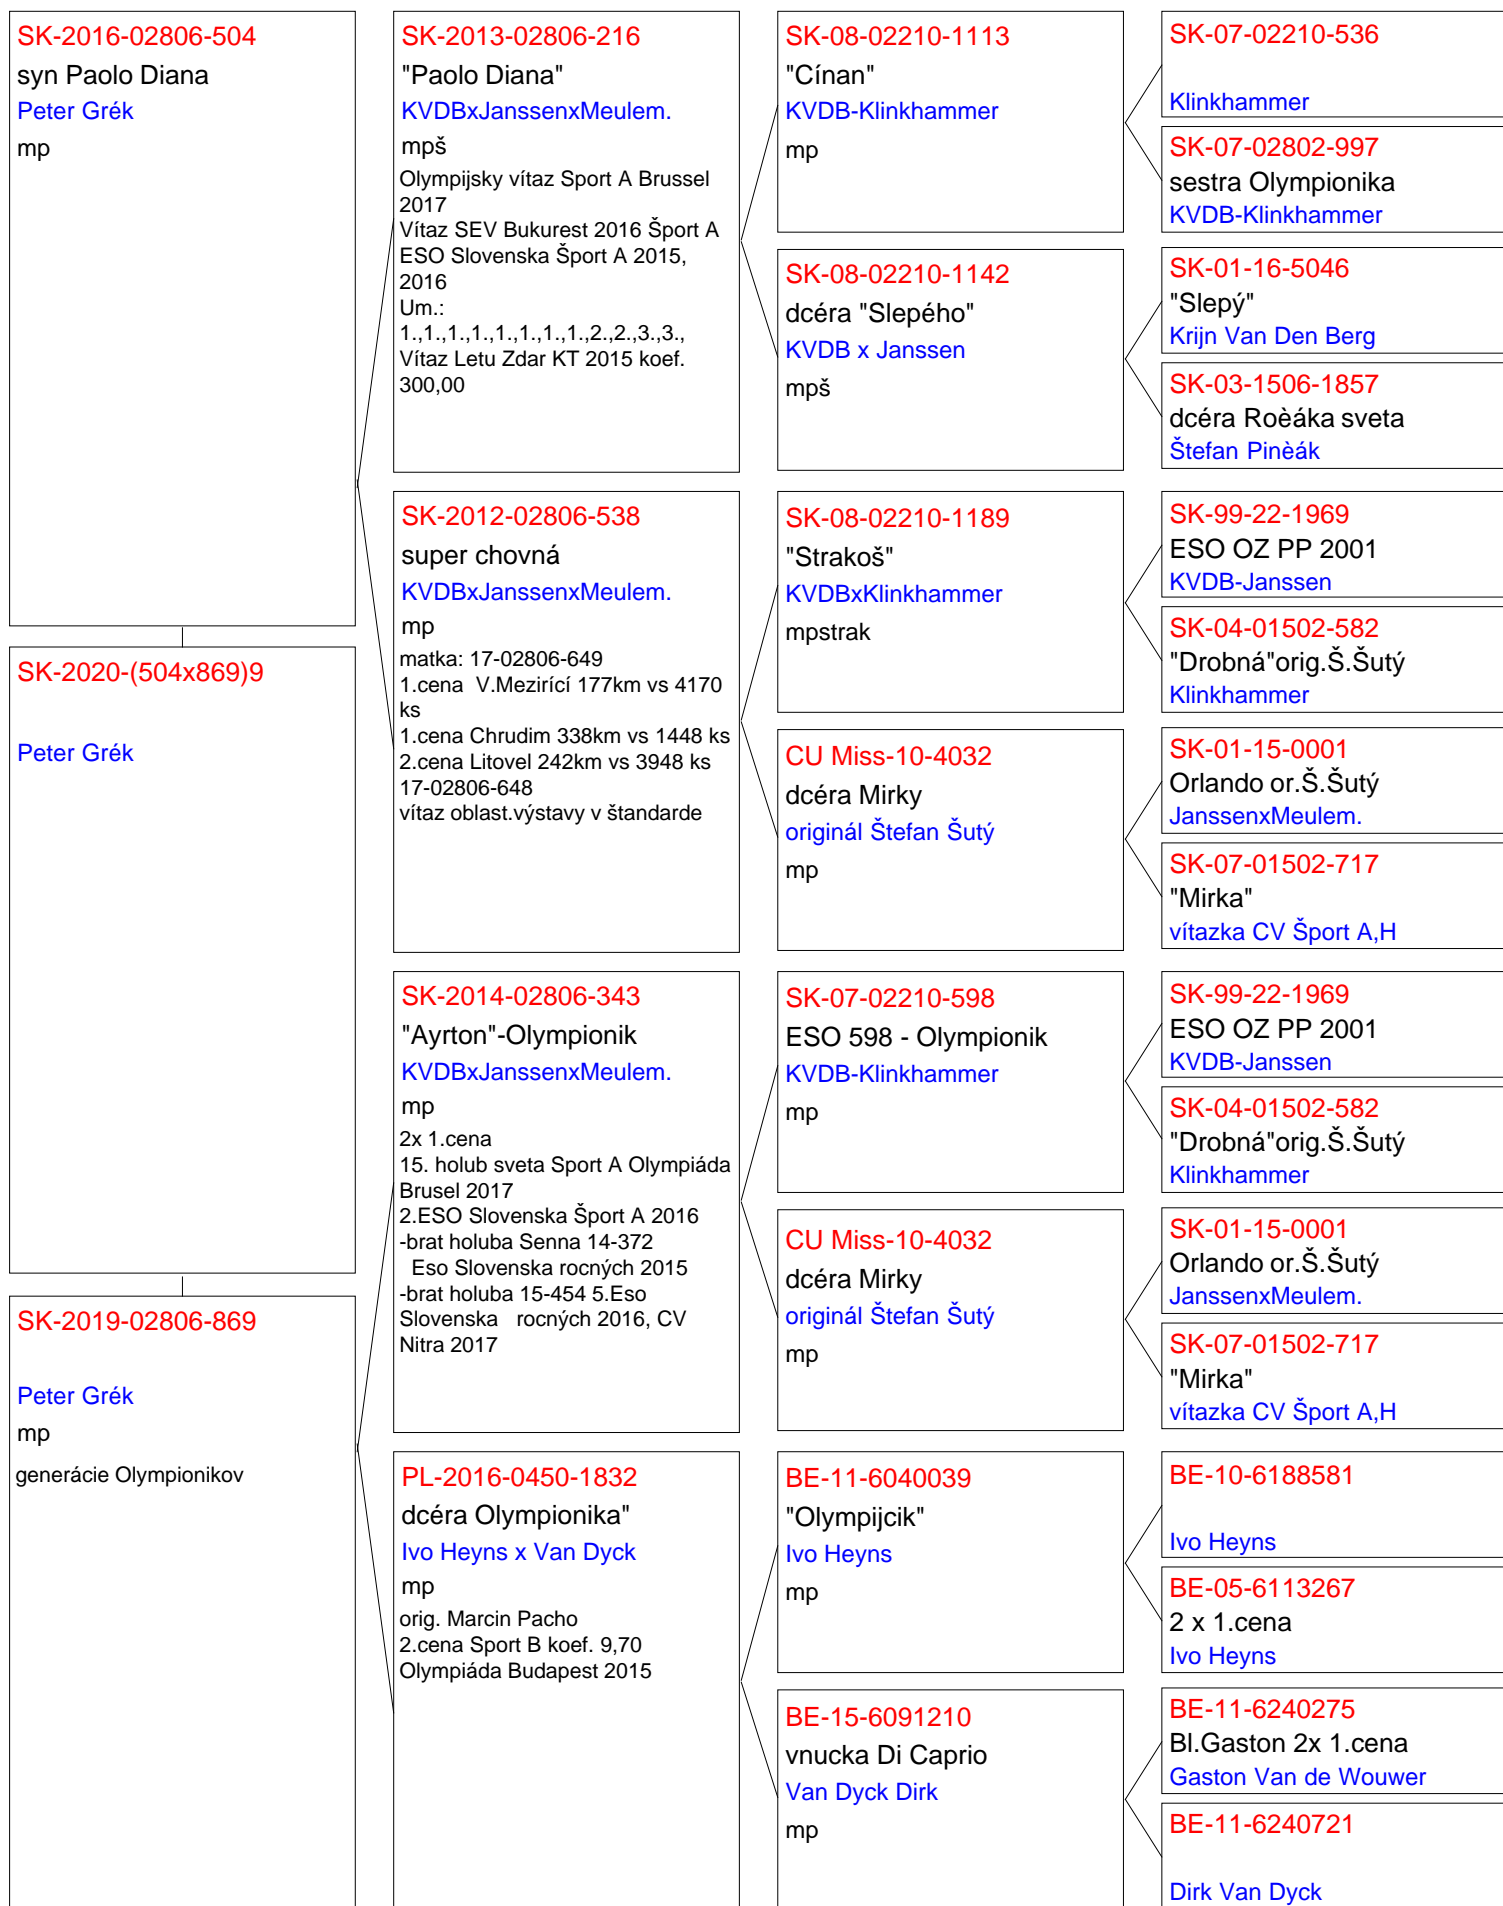 SK-2016-02806-504
syn Paolo Diana
Peter Grék
mp
SK-2020-(504x869)9
Peter Grék
SK-2019-02806-869
Peter Grék
mp
generácie Olympionikov
SK-2013-02806-216
"Paolo Diana"
KVDBxJanssenxMeulem.
mpš
Olympijsky vítaz Sport A Brussel
2017
Vítaz SEV Bukurest 2016 Šport A
ESO Slovenska Šport A 2015,
2016
Um.:
1.,1.,1.,1.,1.,1.,1.,1.,2.,2.,3.,3.,
Vítaz Letu Zdar KT 2015 koef.
300,00
SK-2012-02806-538
super chovná
KVDBxJanssenxMeulem.
mp
matka: 17-02806-649
1.cena  V.Mezirící 177km vs 4170
ks
1.cena Chrudim 338km vs 1448 ks
2.cena Litovel 242km vs 3948 ks
17-02806-648
vítaz oblast.výstavy v štandarde
SK-2014-02806-343
"Ayrton"-Olympionik
KVDBxJanssenxMeulem.
mp
2x 1.cena
15. holub sveta Sport A Olympiáda
Brusel 2017
2.ESO Slovenska Šport A 2016
-brat holuba Senna 14-372
Eso Slovenska rocných 2015
-brat holuba 15-454 5.Eso
Slovenska   rocných 2016, CV
Nitra 2017
PL-2016-0450-1832
dcéra Olympionika"
Ivo Heyns x Van Dyck
mp
orig. Marcin Pacho
2.cena Sport B koef. 9,70
Olympiáda Budapest 2015
SK-08-02210-1113
"Cínan"
KVDB-Klinkhammer
mp
SK-08-02210-1142
dcéra "Slepého"
KVDB x Janssen
mpš
SK-08-02210-1189
"Strakoš"
KVDBxKlinkhammer
mpstrak
CU Miss-10-4032
dcéra Mirky
originál Štefan Šutý
mp
SK-07-02210-598
ESO 598 - Olympionik
KVDB-Klinkhammer
mp
CU Miss-10-4032
dcéra Mirky
originál Štefan Šutý
mp
BE-11-6040039
"Olympijcik"
Ivo Heyns
mp
BE-15-6091210
vnucka Di Caprio
Van Dyck Dirk
mp
SK-07-02210-536
Klinkhammer
SK-07-02802-997
sestra Olympionika
KVDB-Klinkhammer
SK-01-16-5046
"Slepý"
Krijn Van Den Berg
SK-03-1506-1857
dcéra Roèáka sveta
Štefan Pinèák
SK-99-22-1969
ESO OZ PP 2001
KVDB-Janssen
SK-04-01502-582
"Drobná"orig.Š.Šutý
Klinkhammer
SK-01-15-0001
Orlando or.Š.Šutý
JanssenxMeulem.
SK-07-01502-717
"Mirka"
vítazka CV Šport A,H
SK-99-22-1969
ESO OZ PP 2001
KVDB-Janssen
SK-04-01502-582
"Drobná"orig.Š.Šutý
Klinkhammer
SK-01-15-0001
Orlando or.Š.Šutý
JanssenxMeulem.
SK-07-01502-717
"Mirka"
vítazka CV Šport A,H
BE-10-6188581
Ivo Heyns
BE-05-6113267
2 x 1.cena
Ivo Heyns
BE-11-6240275
Bl.Gaston 2x 1.cena
Gaston Van de Wouwer
BE-11-6240721
Dirk Van Dyck